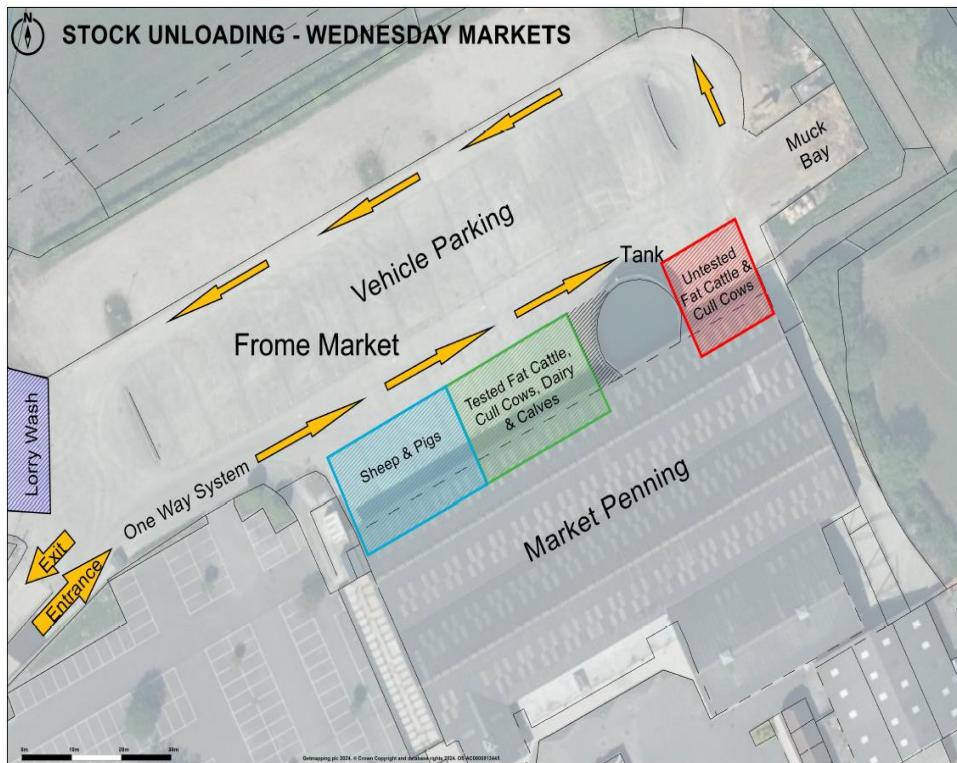 N
STOCK UNLOADING - WEDNESDAY MARKETS
Muck
Bay
Vehicle Parking
Tank
Untested
Fat Cattle &
Cull Cows
Frome Market
Tested Fat Cattle,
Cull Cows, Dairy
& Calves
Sheep & Pigs
Lorry Wash
One Way System
Market Penning
Exit
Entrance
0m 10m 20m 30m